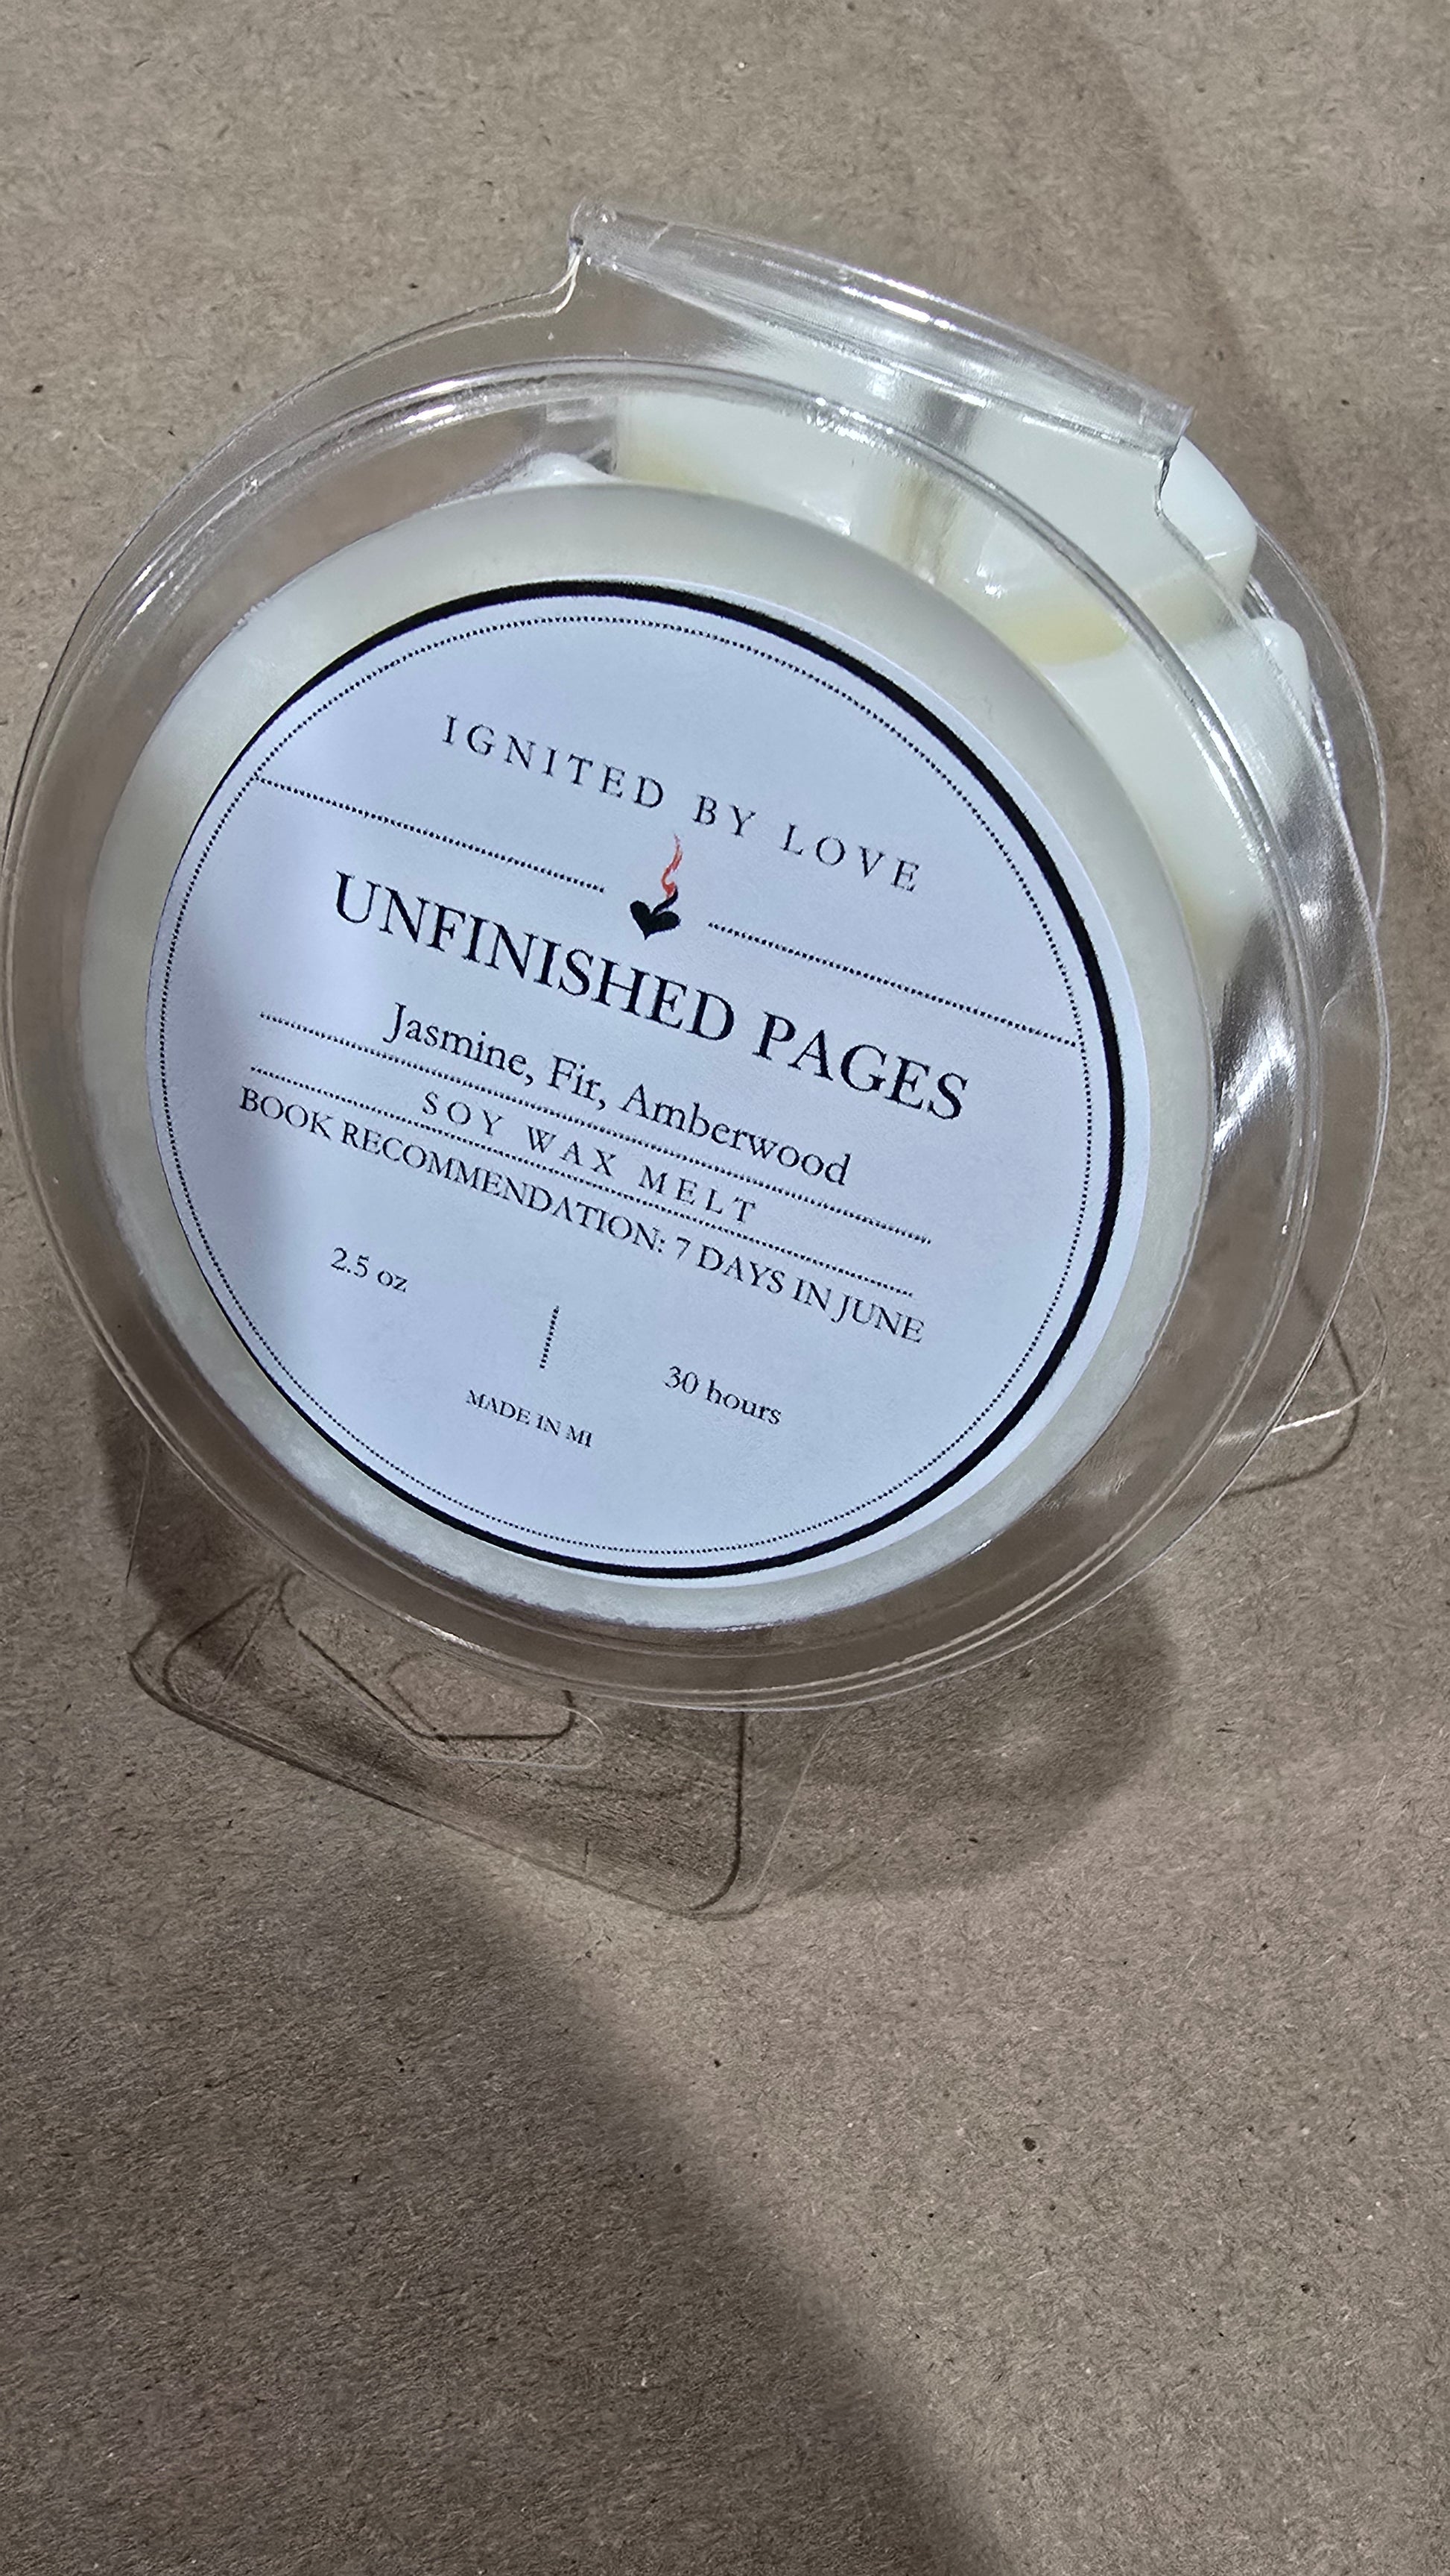 IGNITED BY LOVE
UNFINISHED PAGES
Jasmine, Fir, Amberwood
SOY WAX MELT
BOOK RECOMMENDATION: 7 DAYS IN JUNE
2.5 oz
30 hours
MADE IN MI